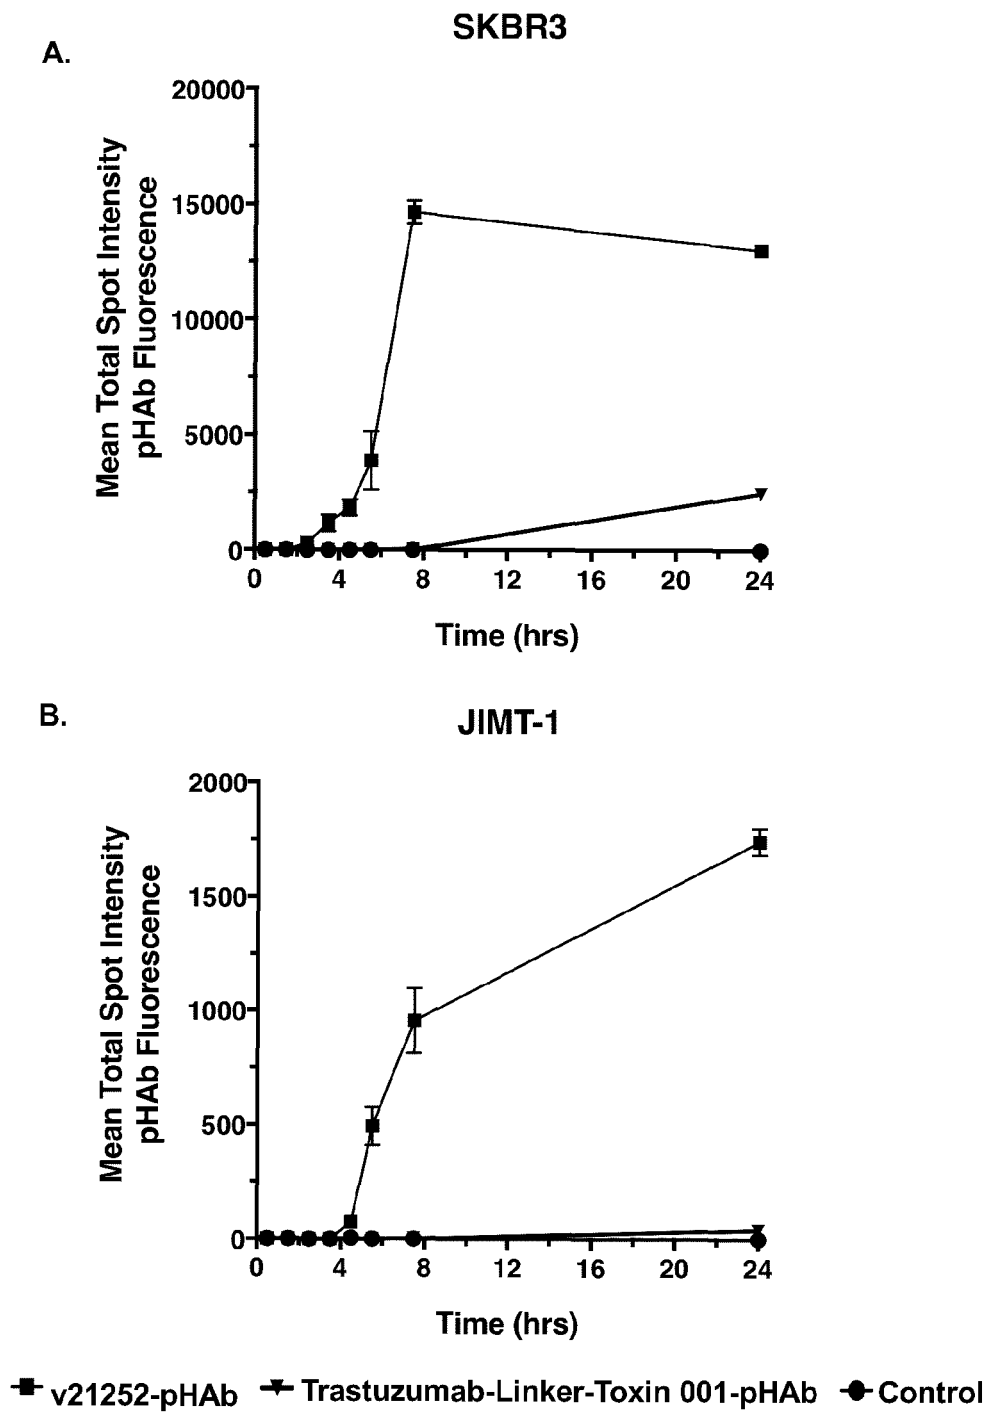 SKBR3
A.
Mean Total Spot Intensity
pHAb Fluorescence
20000
15000
10000
5000
0
0 4 8 12 16 20 24
Time (hrs)
B.
JIMT-1
Mean Total Spot Intensity
pHAb Fluorescence
2000
1500
1000
500
0
0 4 8 12 16 20 24
Time (hrs)
v21252-pHAb Trastuzumab-Linker-Toxin 001-pHAb Control